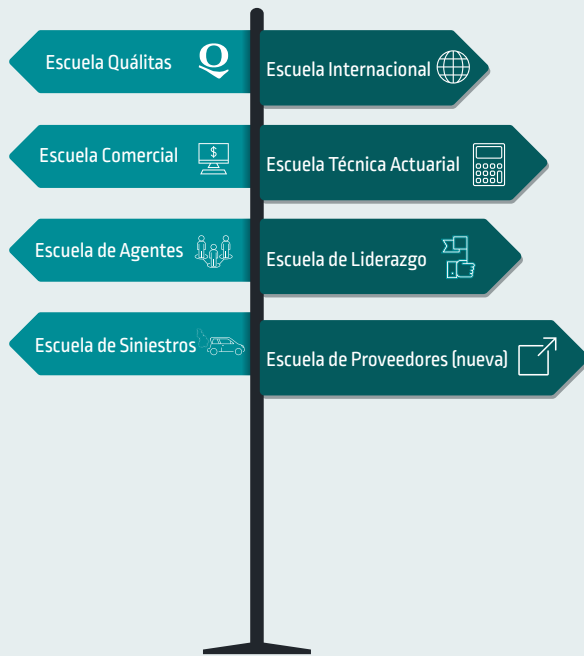 Escuela Quálitas
Escuela Internacional
Escuela Comercial
$
Escuela Técnica Actuarial
Escuela de Agentes
Escuela de Liderazgo
Escuela de Siniestros
Escuela de Proveedores (nueva)